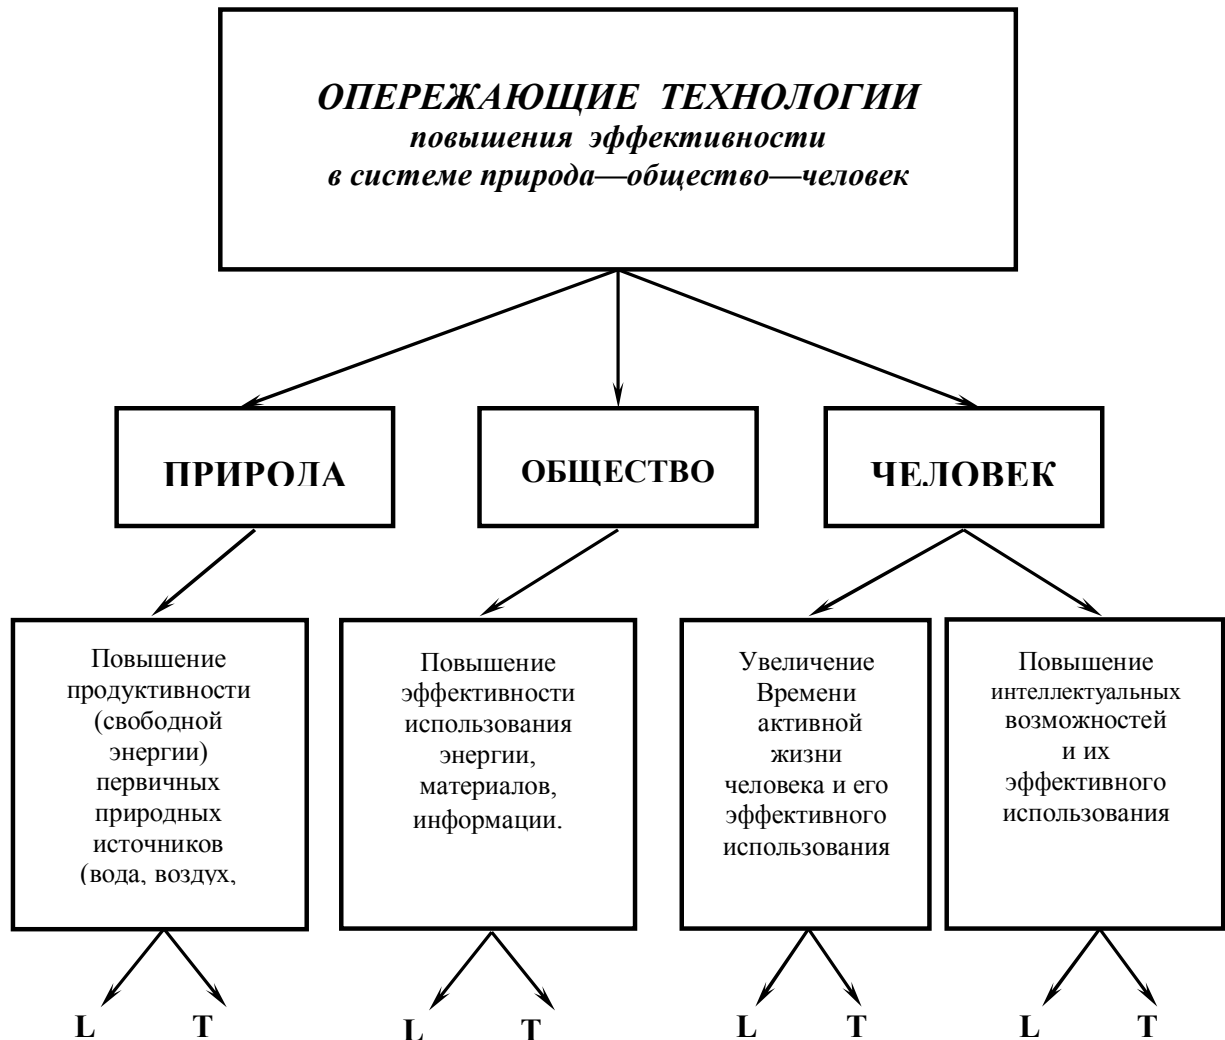 ОПЕРЕЖАЮЩИЕ ТЕХНОЛОГИИ
повышения эффективности
в системе природа—общество—человек
ПРИРОДА
ОБЩЕСТВО
ЧЕЛОВЕК
Повышение
продуктивности
(свободной
энергии)
первичных
природных
источников
(вода, воздух,
Повышение
эффективности
использования
энергии,
материалов,
информации.
Увеличение
Времени
активной
жизни
человека и его
эффективного
использования
Повышение
интеллектуальных
возможностей
и их
эффективного
использования
L T
L T
L T
L T